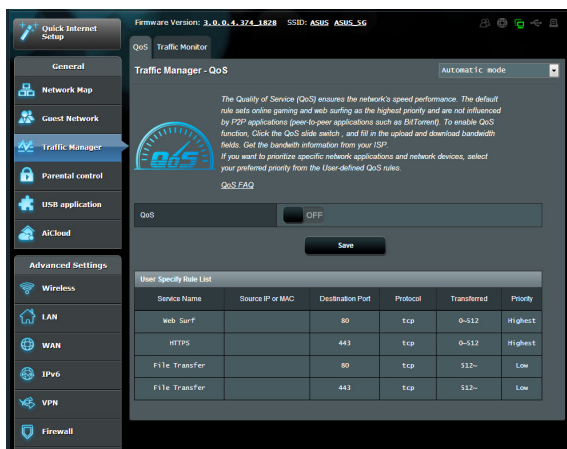 Quick Internet
Setup
Firmware Version: 3.0.0.4.374_1828 SSID: ASUS ASUS_5G
QoS Traffic Monitor
General
Network Map
Guest Network
Traffic Manager
Parental control
USB application
AiCloud
Advanced Settings
Wireless
LAN
WAN
IPv6
VPN
Firewall
Traffic Manager - QoS
Automatic mode
The Quality of Service (QoS) ensures the network's speed performance. The default
rule sets online gaming and web surfing as the
highest priority and are not influenced
by P2P applications (peer-to-peer applications such as BitTorrent). To enable QoS
function, Click the QoS slide switch , and fill in the upload and download bandwidth
fields. Get the bandwith information from your ISP.
If you want to prioritize specific network applications and network devices, select
your preferred priority from the User-defined QoS rules.
QoS FAQ
QoS
QoS OFF
Save
User Specify Rule List
Service Name Source IP or MAC Destination Port Protocol Transferred Priority
Web Surf 80 tcp 0~512 Highest
HTTPS 443 tcp 0~512 Highest
File Transfer 80 tcp 512~ Low
File Transfer 443 tcp 512~ Low